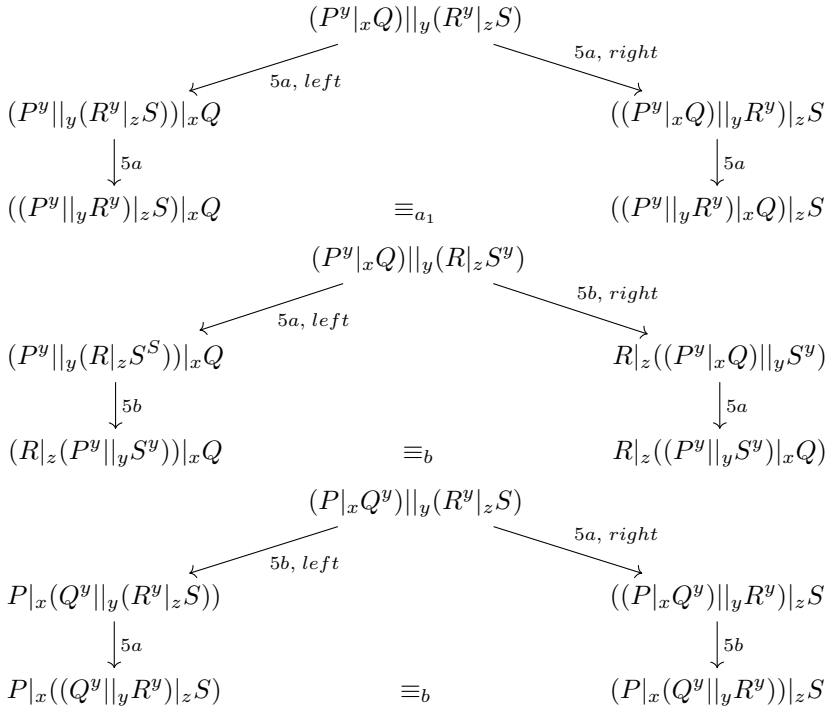 (P^y|_xQ)||_y(R^y|_zS)
5a, left 5a, right
(P^y||_y(R^y|_zS))|_xQ ((P^y|_xQ)||_yR^y)|_zS
5a 5a
((P^y||_yR^y)|_zS)|_xQ ≡_{a_1} ((P^y||_yR^y)|_xQ)|_zS
(P^y|_xQ)||_y(R|_zS^y)
5a, left 5b, right
(P^y||_y(R|_zS^S))|_xQ R|_z((P^y|_xQ)||_yS^y)
5b 5a
(R|_z(P^y||_yS^y))|_xQ ≡_b R|_z((P^y||_yS^y)|_xQ)
(P|_xQ^y)||_y(R^y|_zS)
5b, left 5a, right
P|_x(Q^y||_y(R^y|_zS)) ((P|_xQ^y)||_yR^y)|_zS
5a 5b
P|_x((Q^y||_yR^y)|_zS) ≡_b (P|_x(Q^y||_yR^y))|_zS